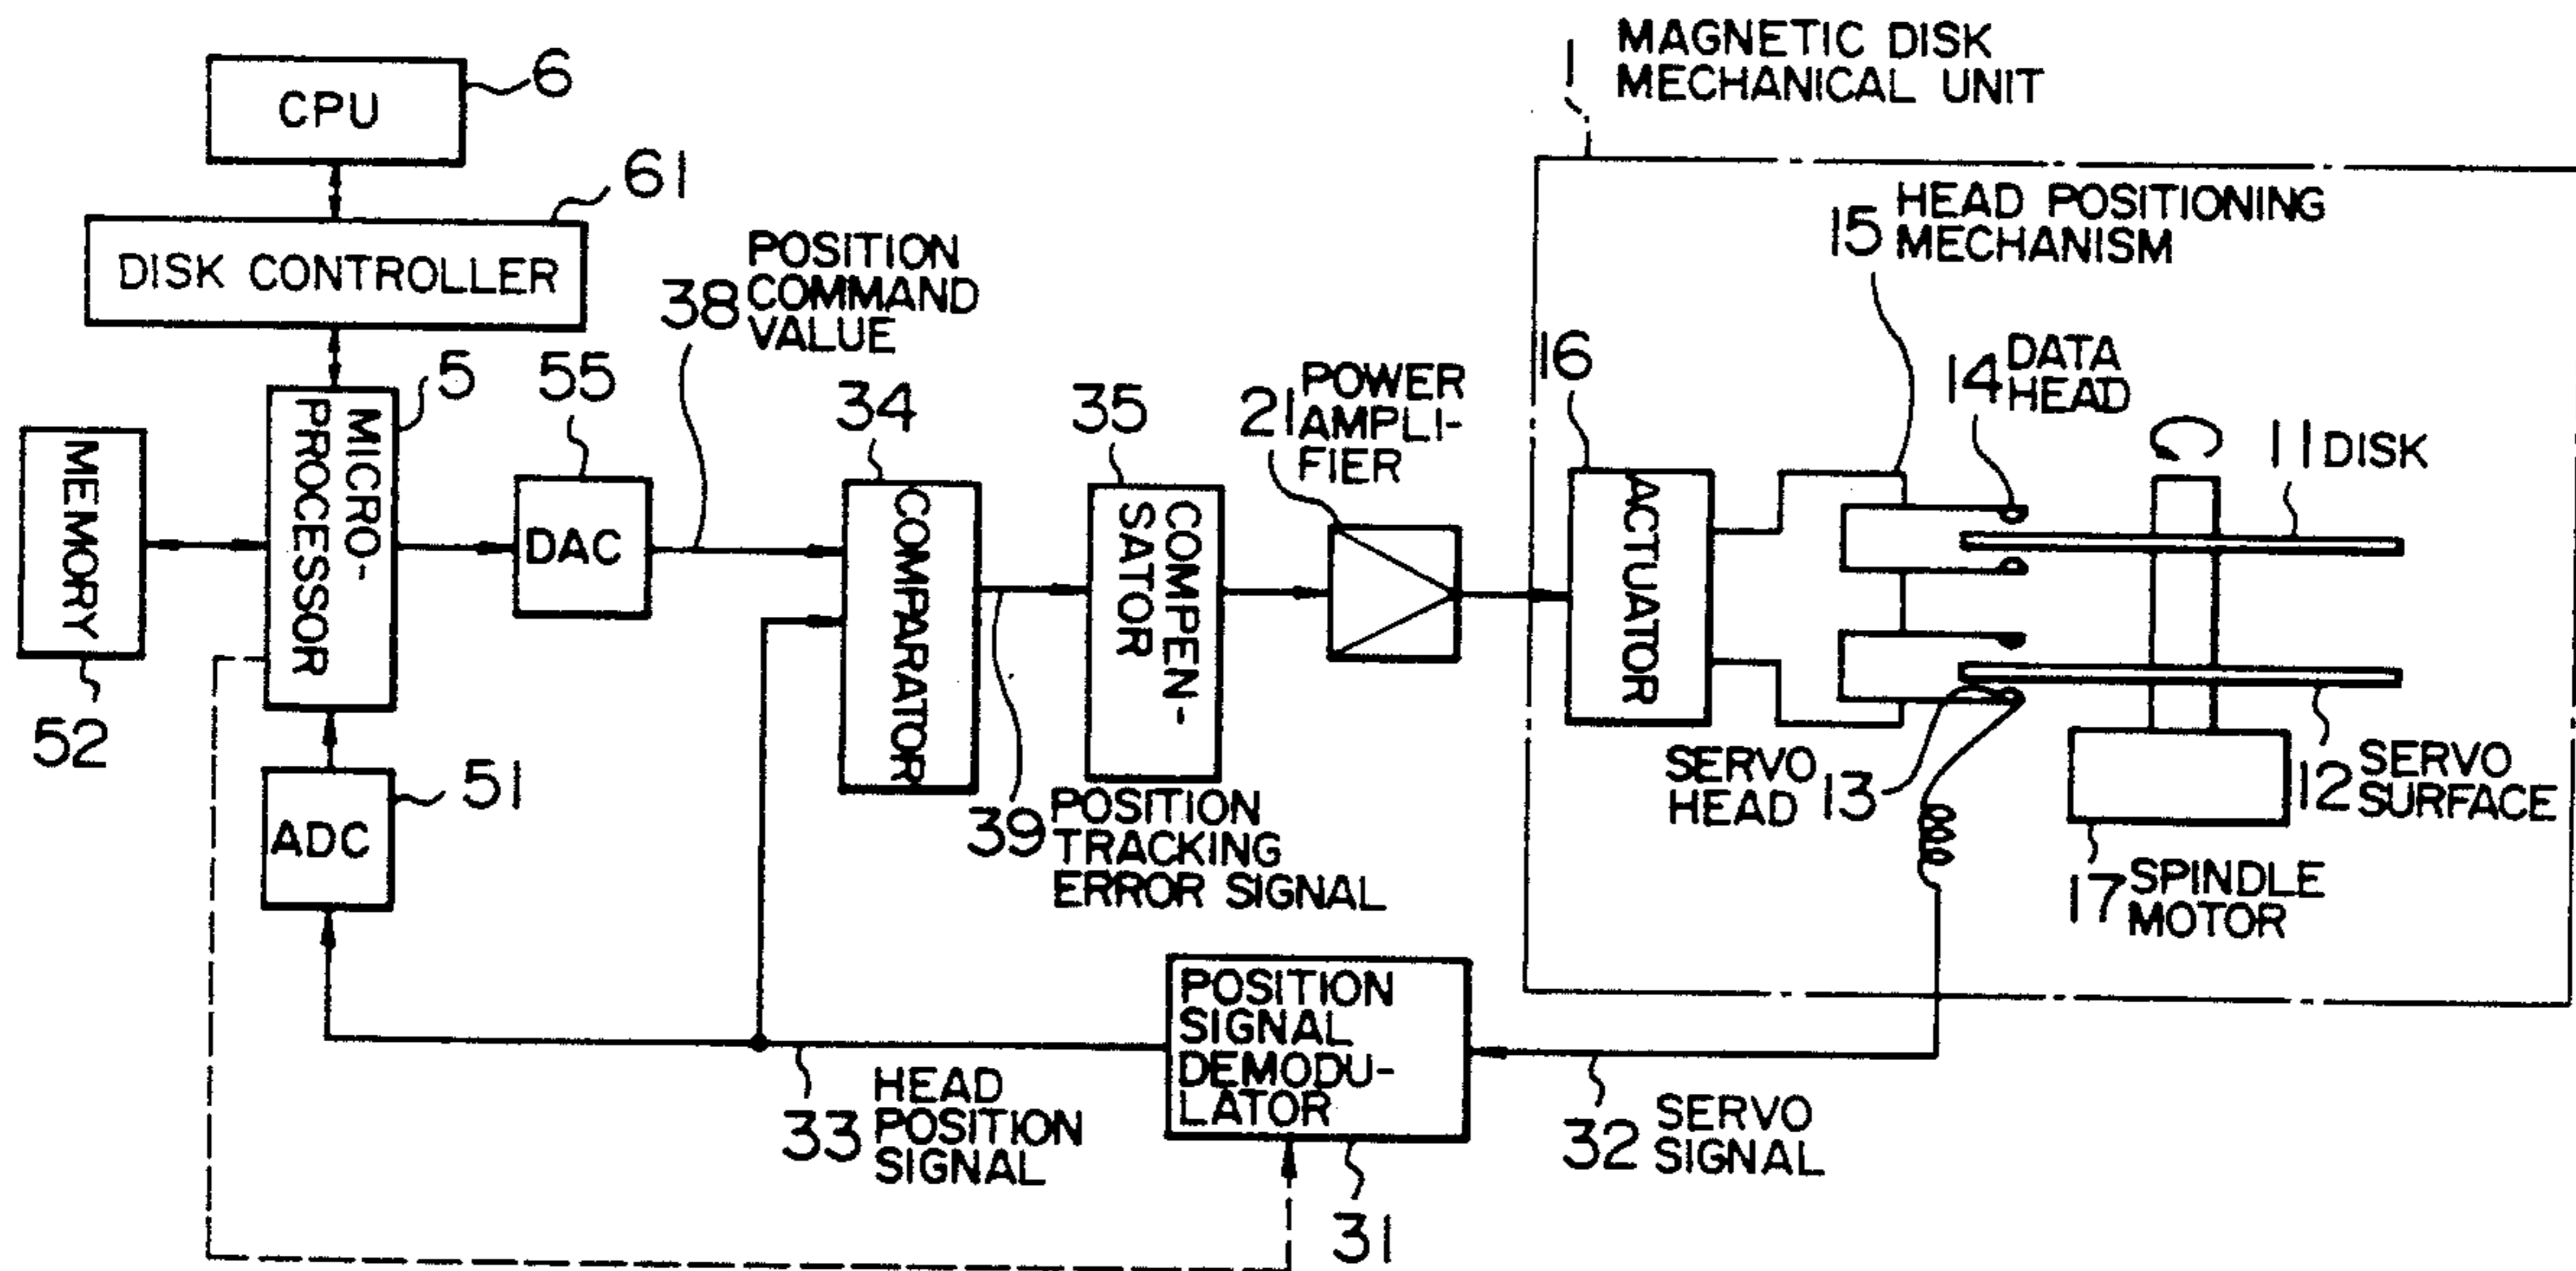 1 MAGNETIC DISK
MECHANICAL UNIT
CPU
6
61
DISK CONTROLLER
38 POSITION
COMMAND
VALUE
15 HEAD POSITIONING
MECHANISM
5
55
34
35
21 POWER
AMPLI-
FIER
16
14 DATA
HEAD
11 DISK
MEMORY
MICRO-
PROCESSOR
DAC
COMPARATOR
COMPEN-
SATOR
ACTUATOR
52
51
ADC
39 POSITION
TRACKING
ERROR SIGNAL
SERVO
HEAD 13
12 SERVO
SURFACE
17 SPINDLE
MOTOR
POSITION
SIGNAL
DEMODU-
LATOR
33 HEAD
POSITION
SIGNAL
32 SERVO
SIGNAL
31